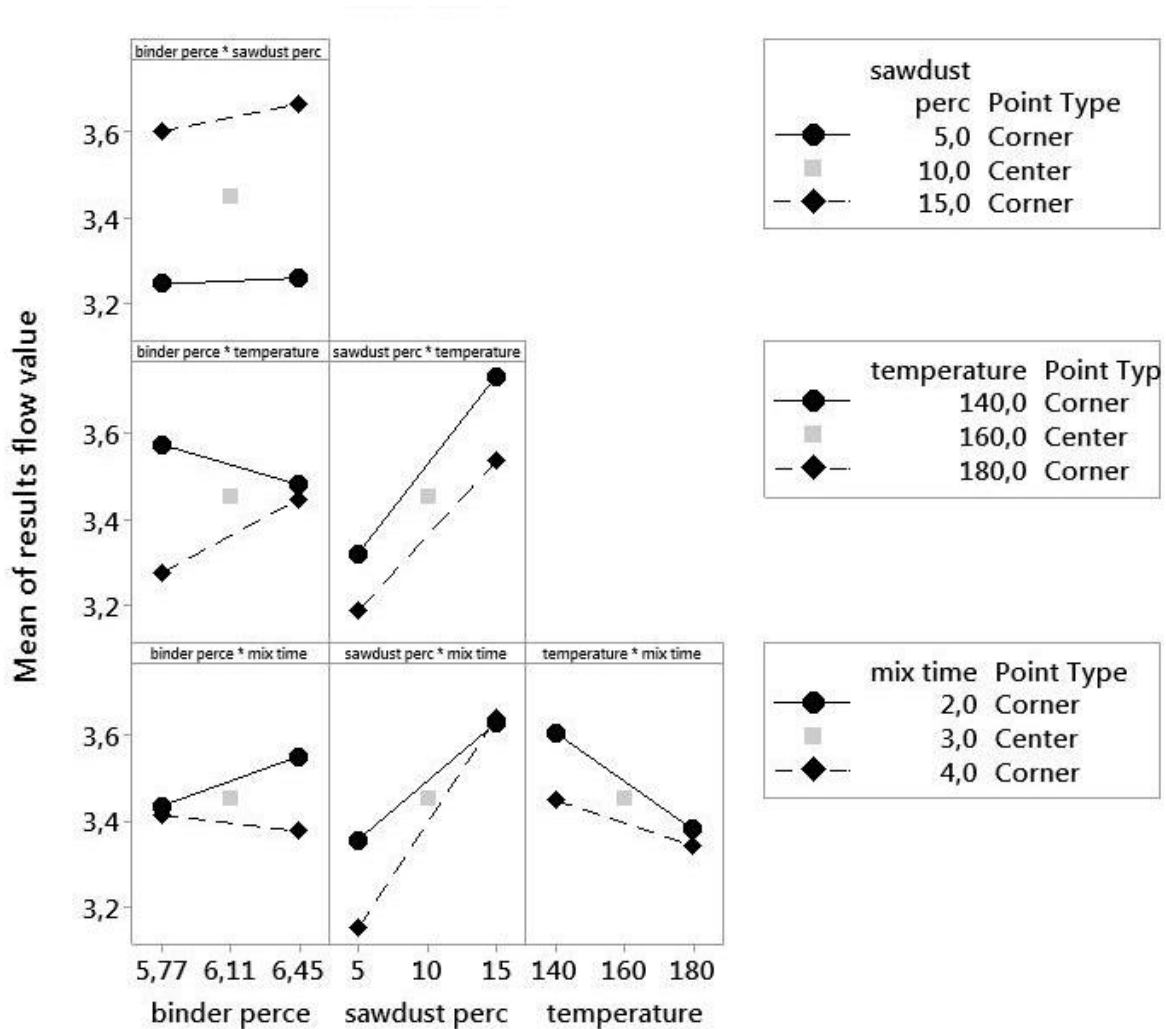 binder perce * sawdust perc
3,6
3,4
3,2
sawdust
perc Point Type
5,0 Corner
10,0 Center
15,0 Corner
Mean of results flow value
binder perce * temperature
sawdust perc * temperature
3,6
3,4
3,2
temperature Point Typ
140,0 Corner
160,0 Center
180,0 Corner
binder perce * mix time
sawdust perc * mix time
temperature * mix time
3,6
3,4
3,2
mix time Point Type
2,0 Corner
3,0 Center
4,0 Corner
5,77 6,11 6,45
5 10 15
140 160 180
binder perce
sawdust perc
temperature